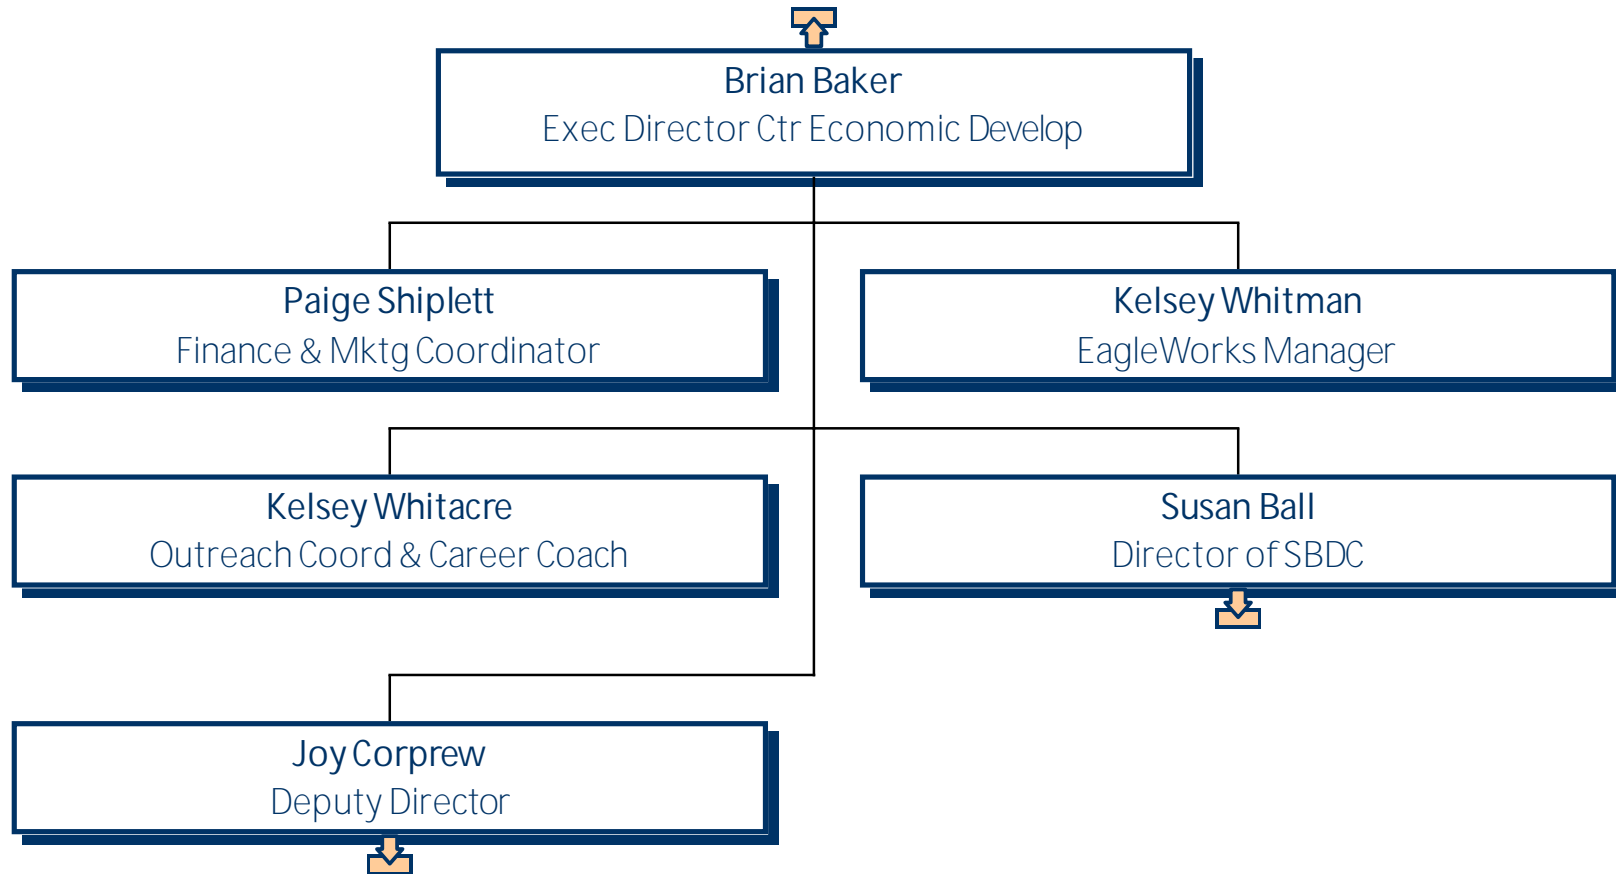 Brian Baker
Exec Director Ctr Economic Develop
Paige Shiplett
Finance & Mktg Coordinator
Kelsey Whitman
EagleWorks Manager
Kelsey Whitacre
Outreach Coord & Career Coach
Susan Ball
Director of SBDC
Joy Corprew
Deputy Director